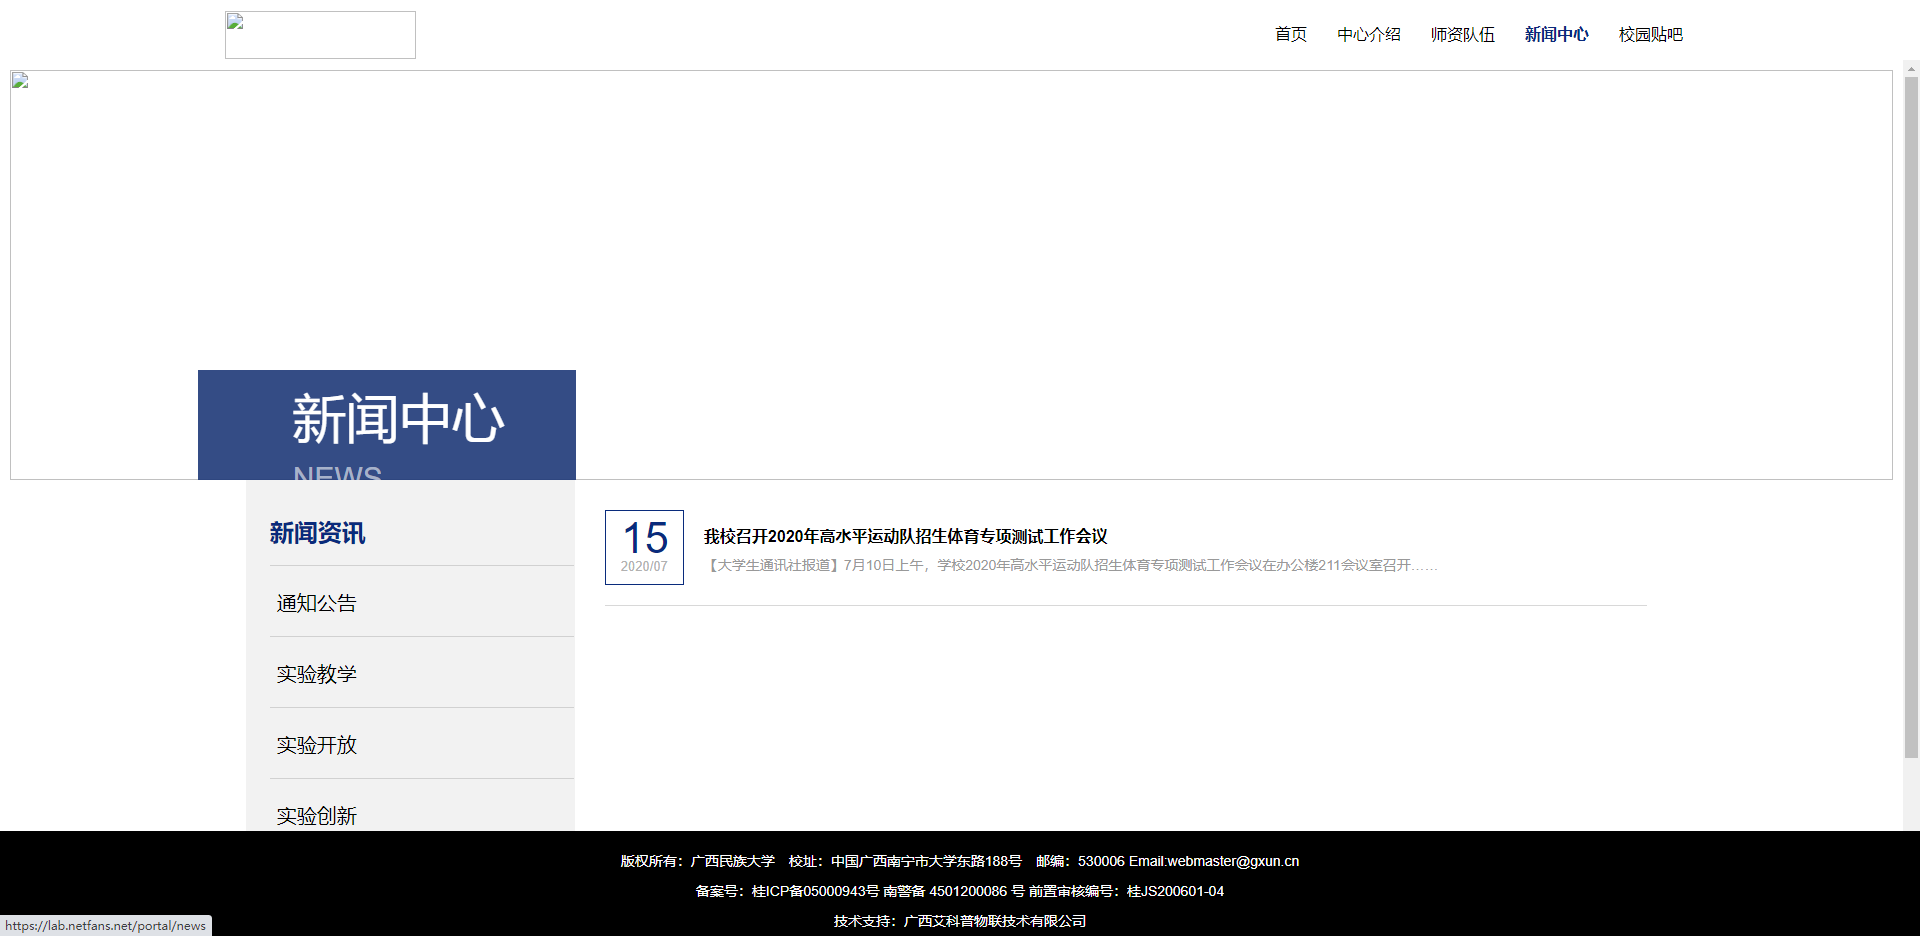 首页 中心介绍 师资队伍 新闻中心 校园贴吧
新闻中心
NEWS
新闻资讯
通知公告
实验教学
实验开放
实验创新
15
2020/07
我校召开2020年高水平运动队招生体育专项测试工作会议
【大学生通讯社报道】7月10日上午，学校2020年高水平运动队招生体育专项测试工作会议在办公楼211会议室召开……
版权所有：广西民族大学 校址：中国广西南宁市大学东路188号 邮编：530006 Email:webmaster@gxun.cn
备案号：桂ICP备05000943号 南警备 4501200086 号 前置审核编号：桂JS200601-04
技术支持：广西艾科普物联技术有限公司
https://lab.netfans.net/portal/news